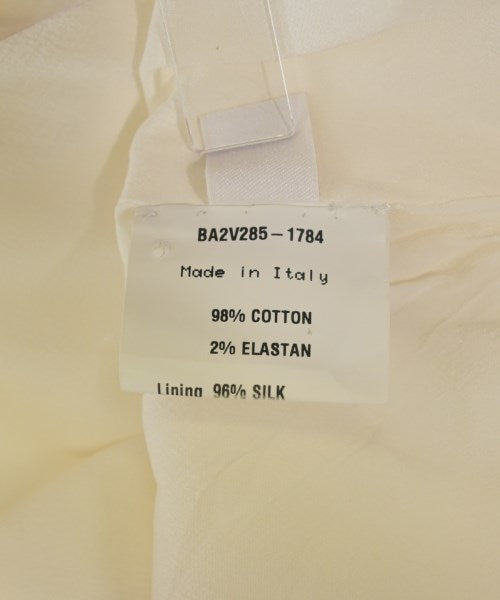 BA2V285-1784
Made in Italy
98% COTTON
2% ELASTAN
Lining 96% SILK